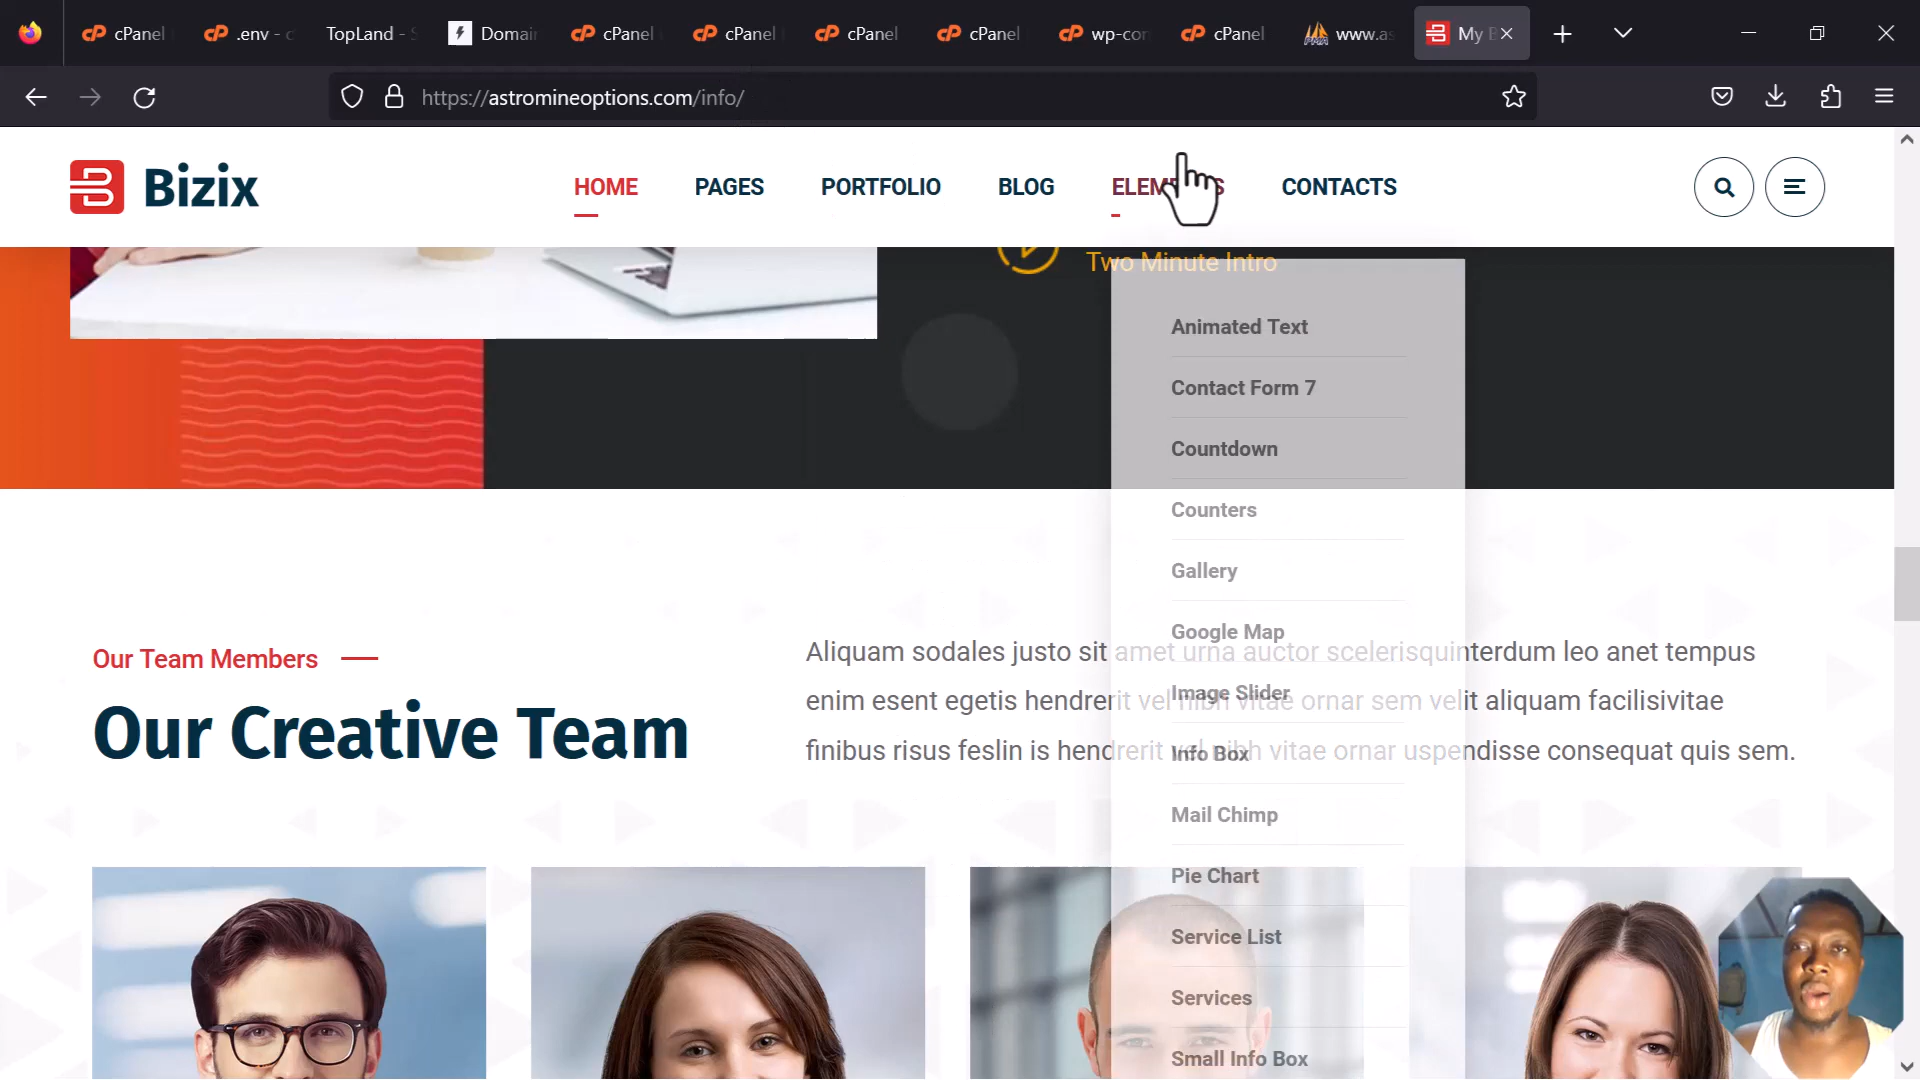 cPanel
.env - c
TopLand - S
Domain
cPanel
cPanel
cPanel
cPanel
wp-con
cPanel
www.as
My B
https://astromineoptions.com/info/
Bizix
HOME
PAGES
PORTFOLIO
BLOG
ELEMENTS
CONTACTS
Two Minute Intro
Animated Text
Contact Form 7
Countdown
Counters
Gallery
Google Map
Image Slider
Info Box
Mail Chimp
Pie Chart
Service List
Services
Small Info Box
Our Team Members
Our Creative Team
Aliquam sodales justo sit amet urna auctor scelerisquinterdum leo anet tempus
enim esent egetis hendrerit vel nibh vitae ornar sem velit aliquam facilisivitae
finibus risus feslin is hendrerit vel nibh vitae ornar uspendisse consequat quis sem.